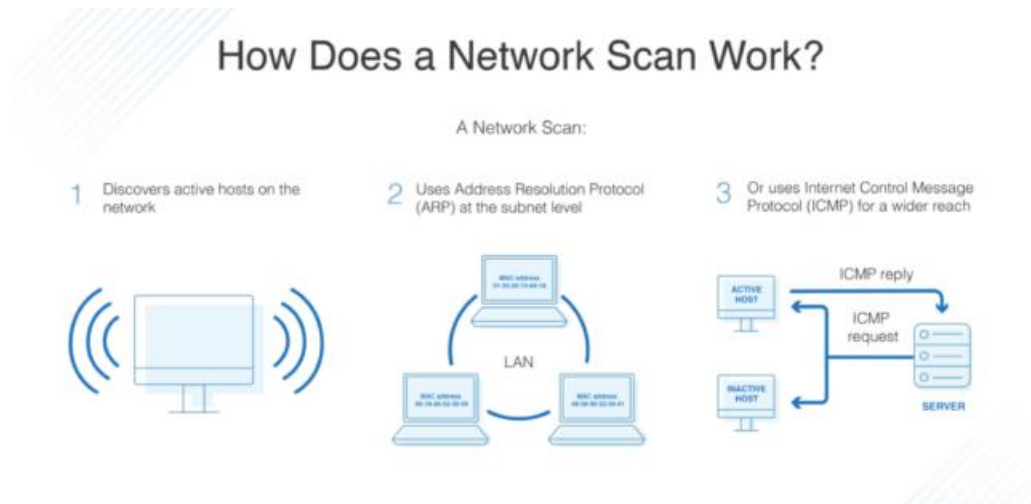 How Does a Network Scan Work?
A Network Scan:
1
Discovers active hosts on the
network
2
Uses Address Resolution Protocol
(ARP) at the subnet level
3
Or uses Internet Control Message
Protocol (ICMP) for a wider reach
MAC address
LAN
MAC address
MAC address
ICMP reply
ACTIVE
HOST
ICMP
request
INACTIVE
HOST
SERVER